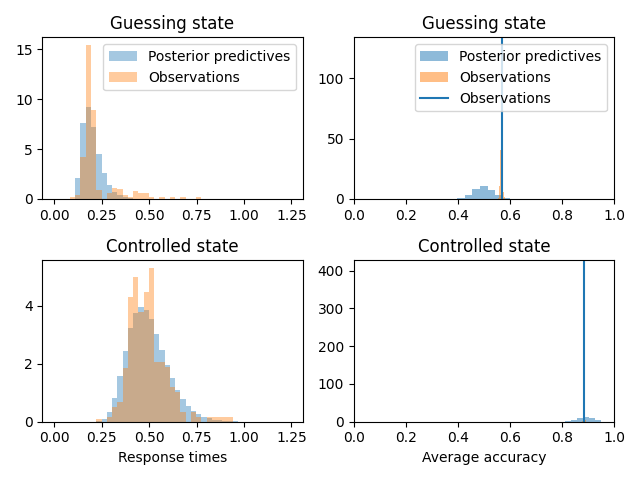 Guessing state
Posterior predictives
Observations
0
5
10
15
0.00 0.25 0.50 0.75 1.00 1.25
Guessing state
Posterior predictives
Observations
Observations
0
50
100
0.0 0.2 0.4 0.6 0.8 1.0
Controlled state
0
2
4
0.00 0.25 0.50 0.75 1.00 1.25
Response times
Controlled state
0
100
200
300
400
0.0 0.2 0.4 0.6 0.8 1.0
Average accuracy